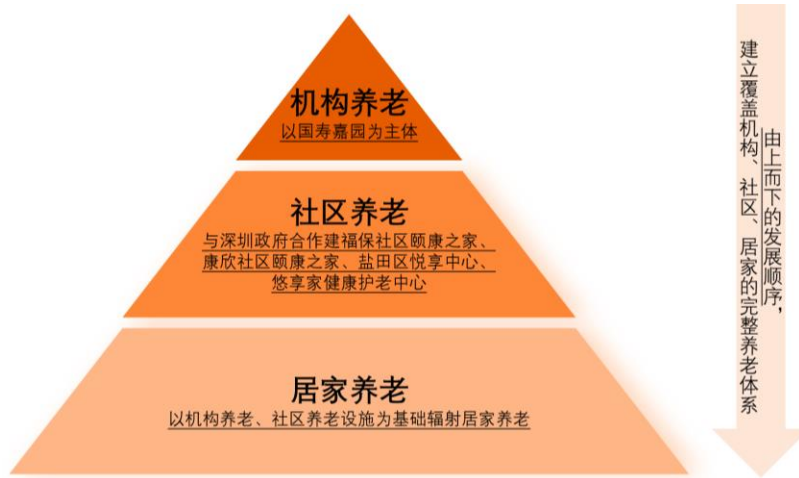 机构养老
以国寿嘉园为主体
社区养老
与深圳政府合作建福保社区颐康之家、
康欣社区颐康之家、盐田区悦享中心、
悠享家健康护老中心
居家养老
以机构养老、社区养老设施为基础辐射居家养老
由上而下的发展顺序，
建立覆盖机构、社区、居家的完整养老体系